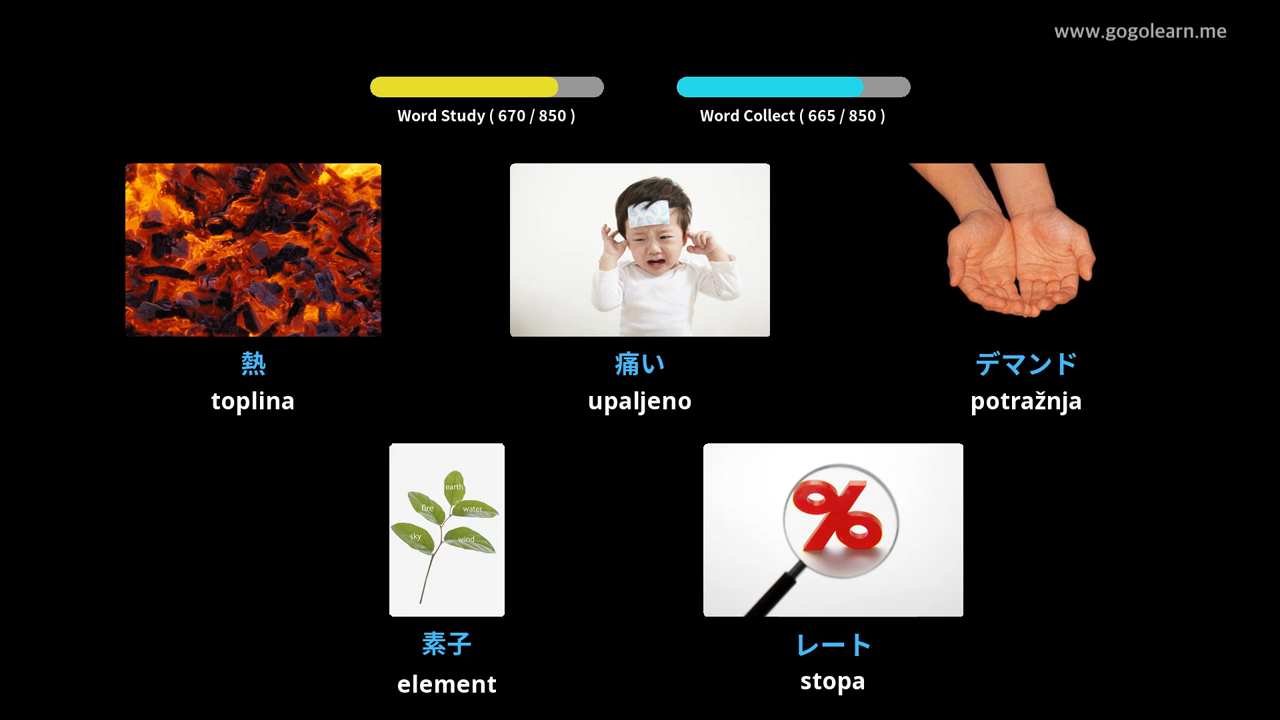 www.gogolearn.me
Word Study ( 670 / 850 )
Word Collect ( 665 / 850 )
熱
toplina
痛い
upaljeno
デマンド
potražnja
earth
fire
water
sky
wind
素子
element
%
レート
stopa